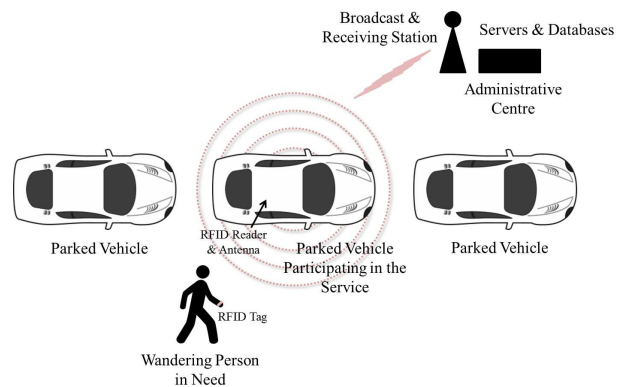 Broadcast &
Receiving Station
Servers & Databases
Administrative
Centre
Parked Vehicle
RFID Reader
& Antenna
Parked Vehicle
Participating in the
Service
Parked Vehicle
RFID Tag
Wandering Person
in Need